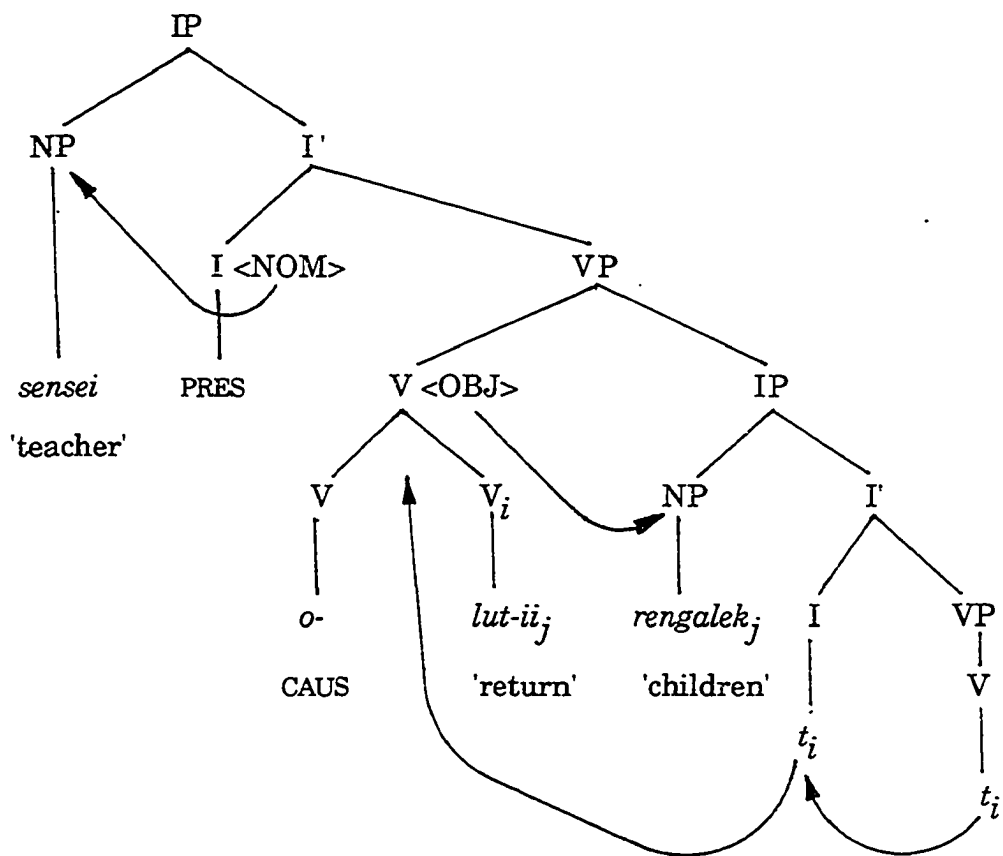 IP
NP I'
I <NOM> VP
sensei PRES V <OBJ> IP
'teacher'
V V_i NP I'
o- lut-ii_j rengalek_j I VP
CAUS 'return' 'children' V
t_i
t_i